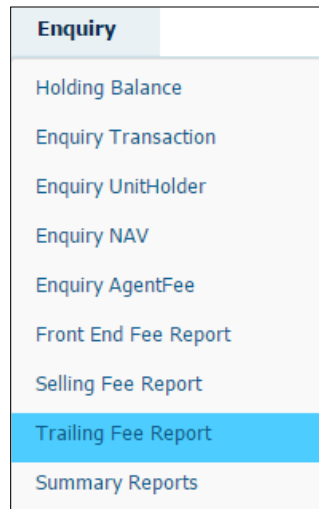 Enquiry
Holding Balance
Enquiry Transaction
Enquiry UnitHolder
Enquiry NAV
Enquiry AgentFee
Front End Fee Report
Selling Fee Report
Trailing Fee Report
Summary Reports